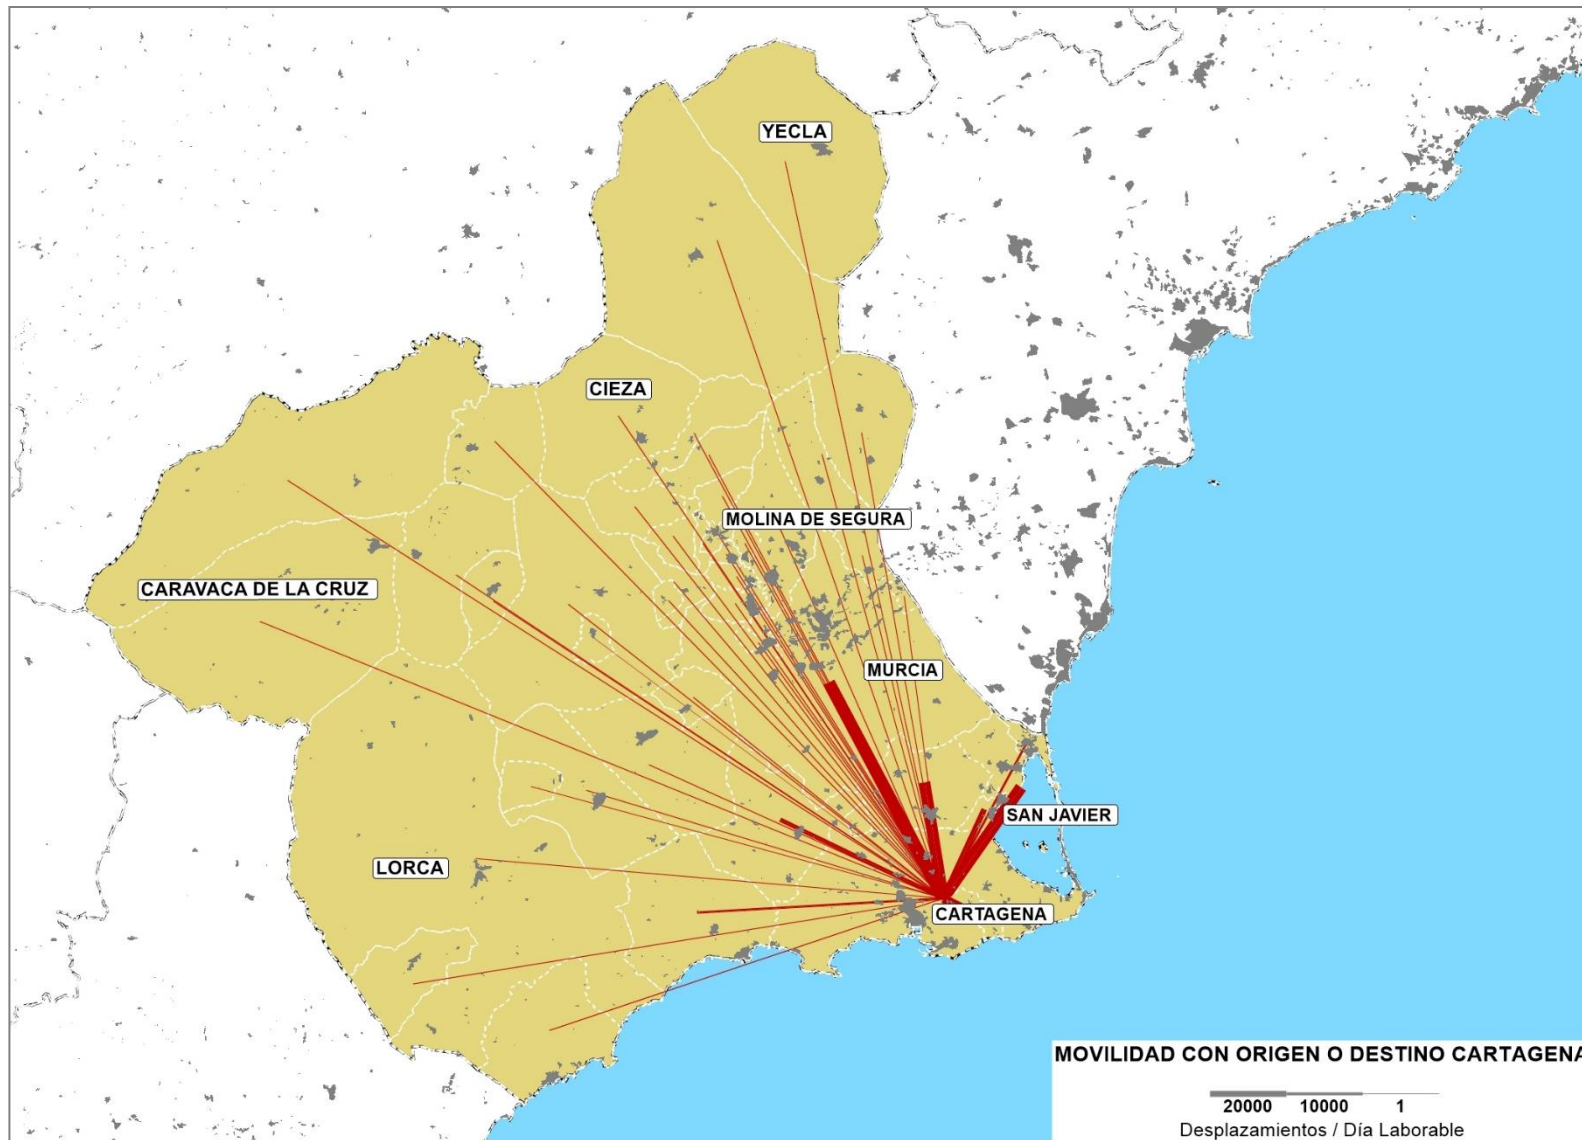 YECLA
CIEZA
MOLINA DE SEGURA
CARAVACA DE LA CRUZ
MURCIA
SAN JAVIER
LORCA
CARTAGENA
MOVILIDAD CON ORIGEN O DESTINO CARTAGENA
20000 10000 1
Desplazamientos / Día Laborable